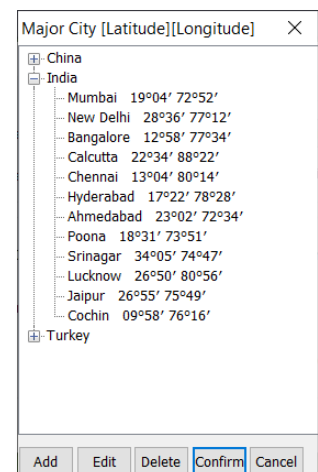 Major City [Latitude][Longitude]
China
India
Mumbai 19°04′ 72°52′
New Delhi 28°36′ 77°12′
Bangalore 12°58′ 77°34′
Calcutta 22°34′ 88°22′
Chennai 13°04′ 80°14′
Hyderabad 17°22′ 78°28′
Ahmedabad 23°02′ 72°34′
Poona 18°31′ 73°51′
Srinagar 34°05′ 74°47′
Lucknow 26°50′ 80°56′
Jaipur 26°55′ 75°49′
Cochin 09°58′ 76°16′
Turkey
Add Edit Delete Confirm Cancel